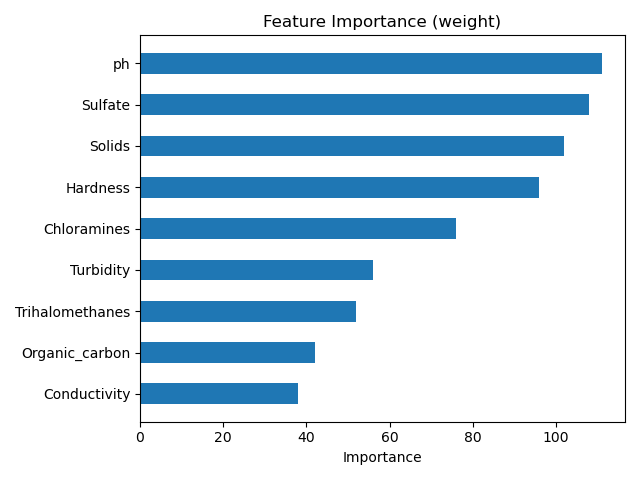 Feature Importance (weight)
ph
Sulfate
Solids
Hardness
Chloramines
Turbidity
Trihalomethanes
Organic_carbon
Conductivity
0 20 40 60 80 100
Importance